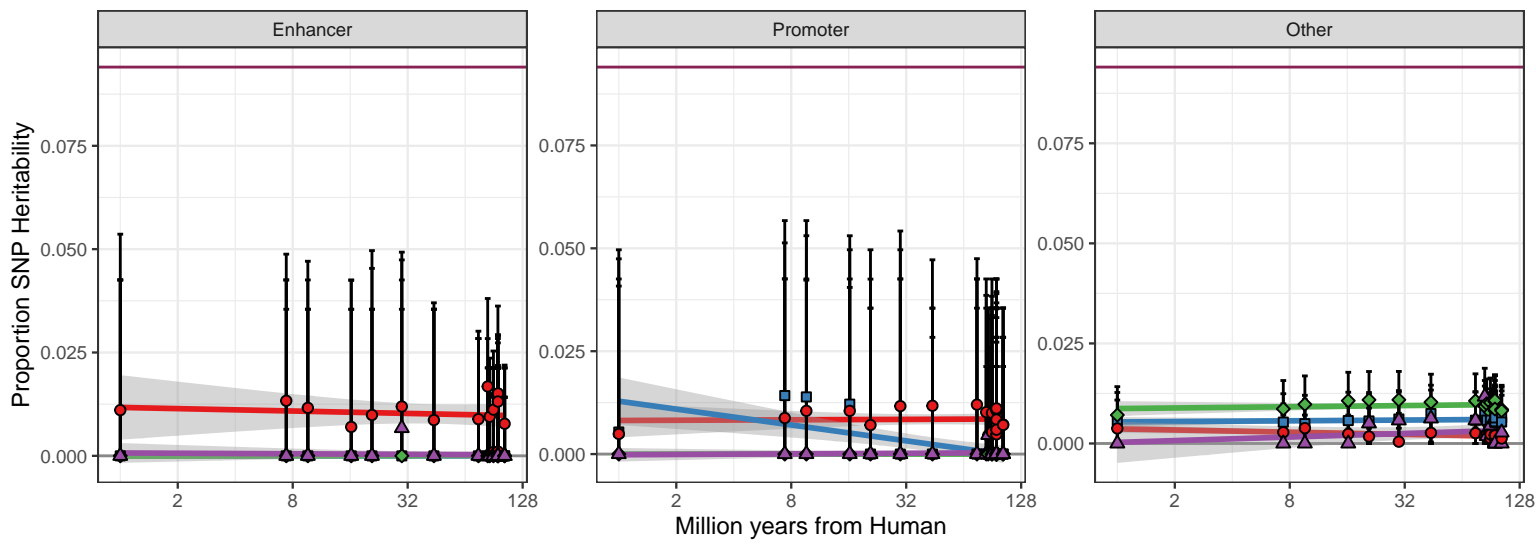 Enhancer Promoter Other
Proportion SNP Heritability
0.075 0.075 0.075
0.050 0.050 0.050
0.025 0.025 0.025
0.000 0.000 0.000
2 8 32 128 2 8 32 128 2 8 32 128
Million years from Human